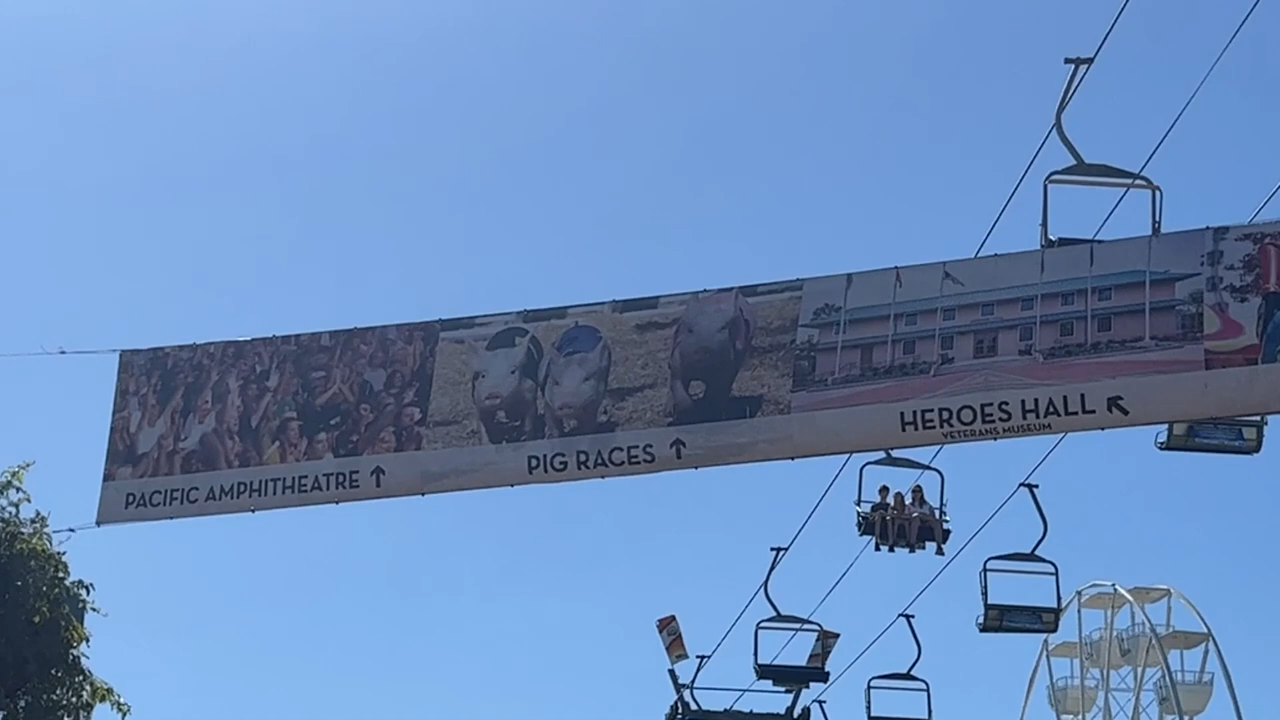 PACIFIC AMPHITHEATRE ↑
PIG RACES ↑
HEROES HALL ↖
VETERANS MUSEUM